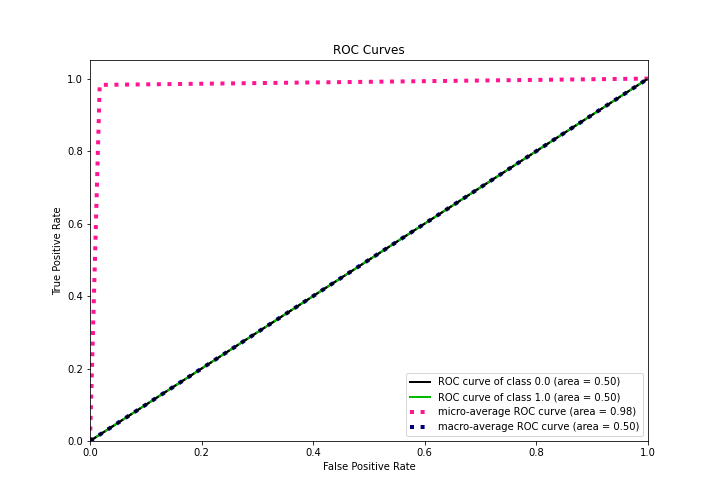 ROC Curves
1.0
0.8
0.6
0.4
0.2
0.0
True Positive Rate
ROC curve of class 0.0 (area = 0.50)
ROC curve of class 1.0 (area = 0.50)
micro-average ROC curve (area = 0.98)
macro-average ROC curve (area = 0.50)
0.0 0.2 0.4 0.6 0.8 1.0
False Positive Rate